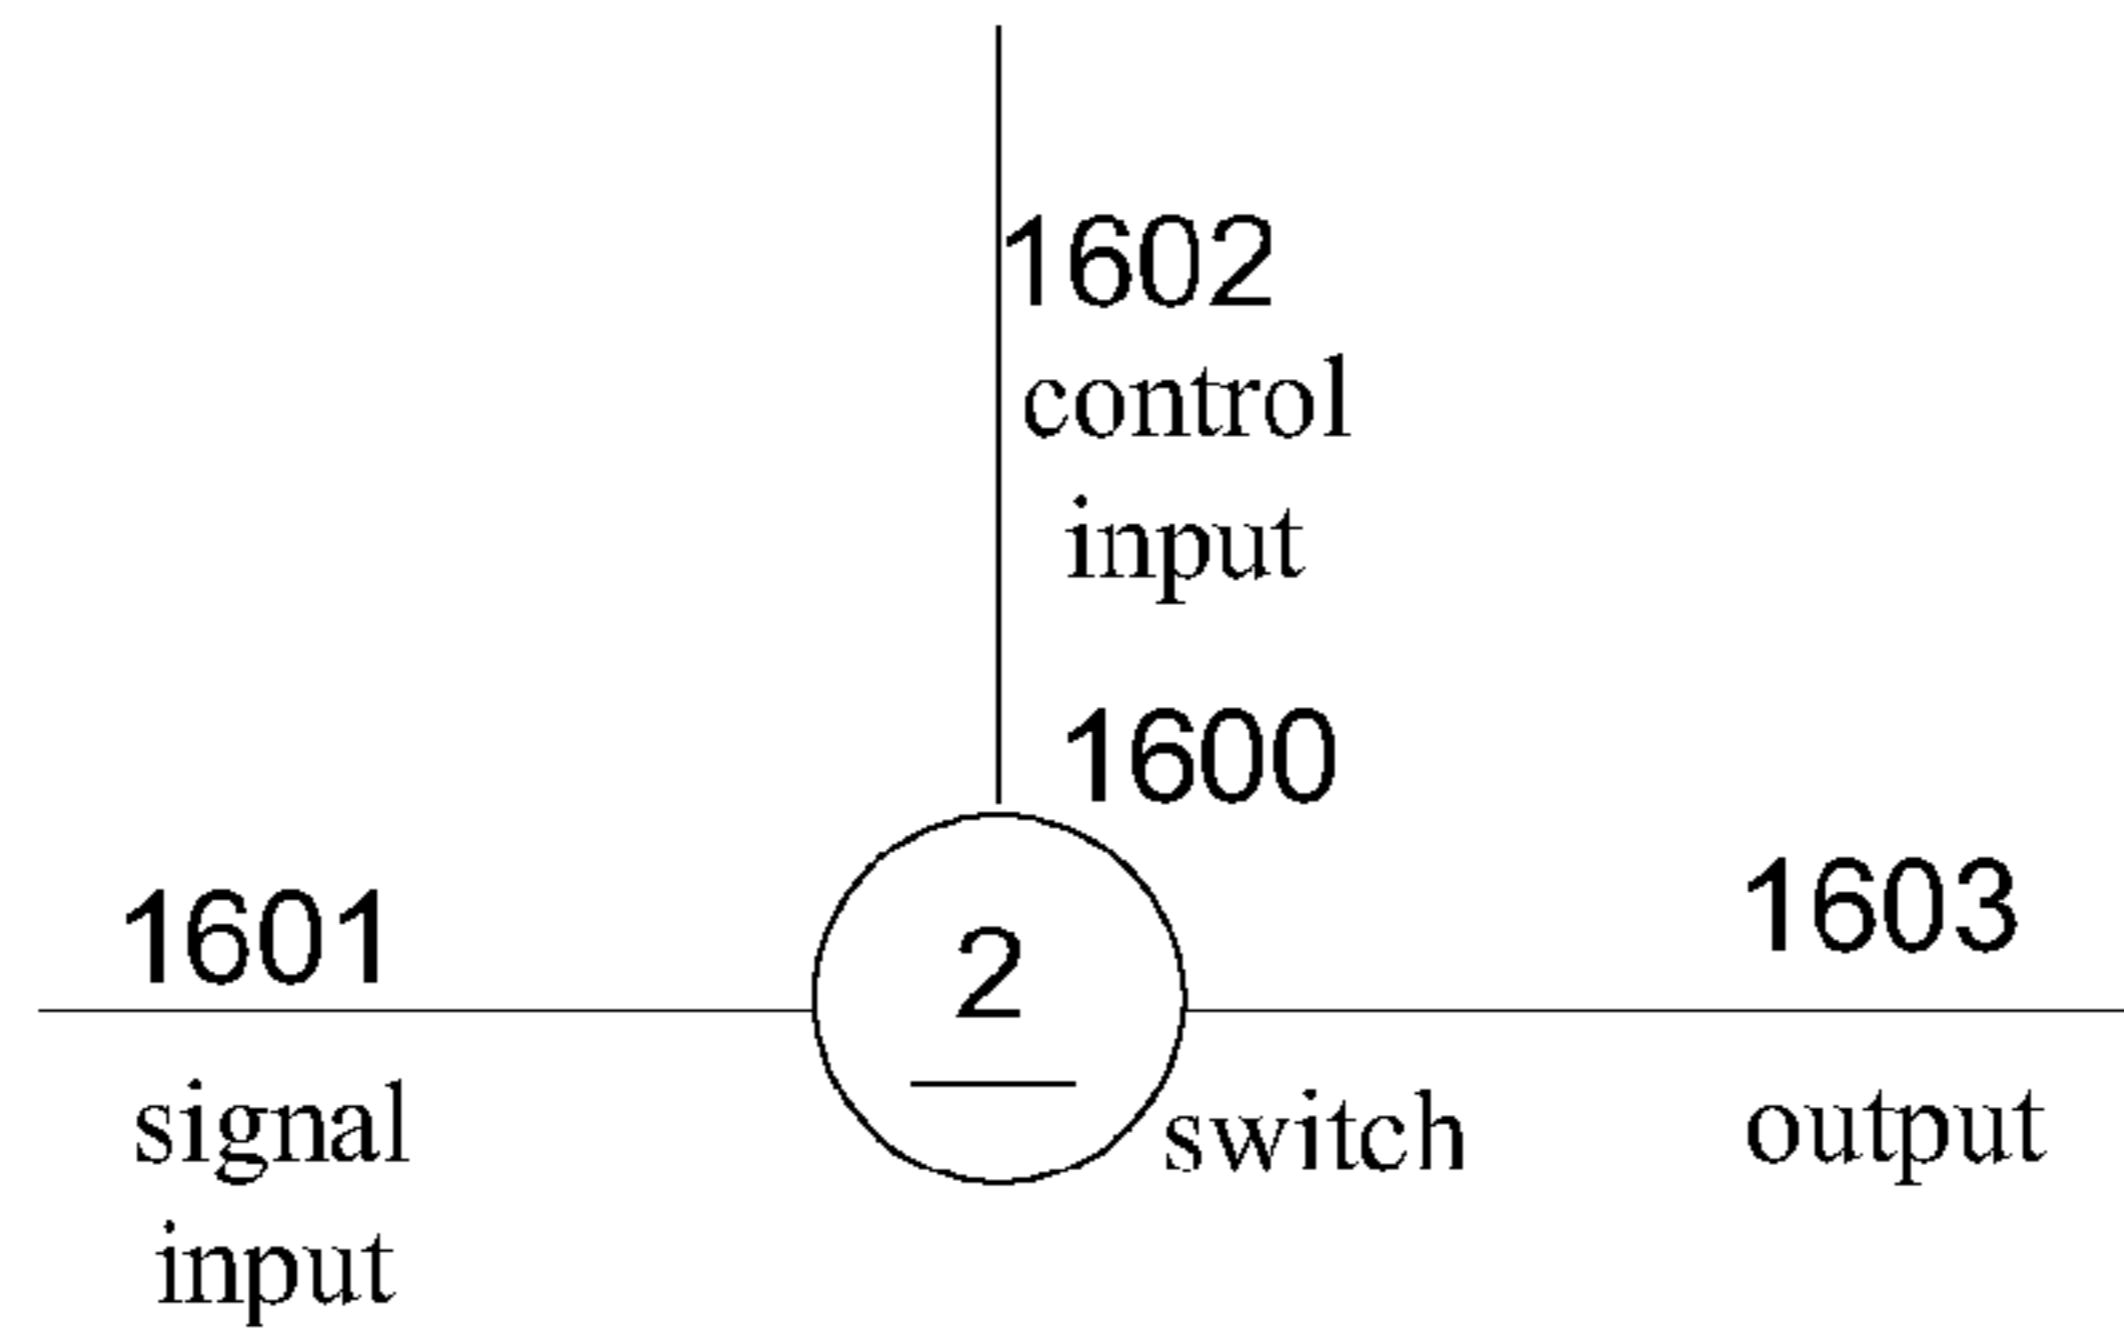 1602
control
input
1600
1601
2
1603
signal
input
switch
output